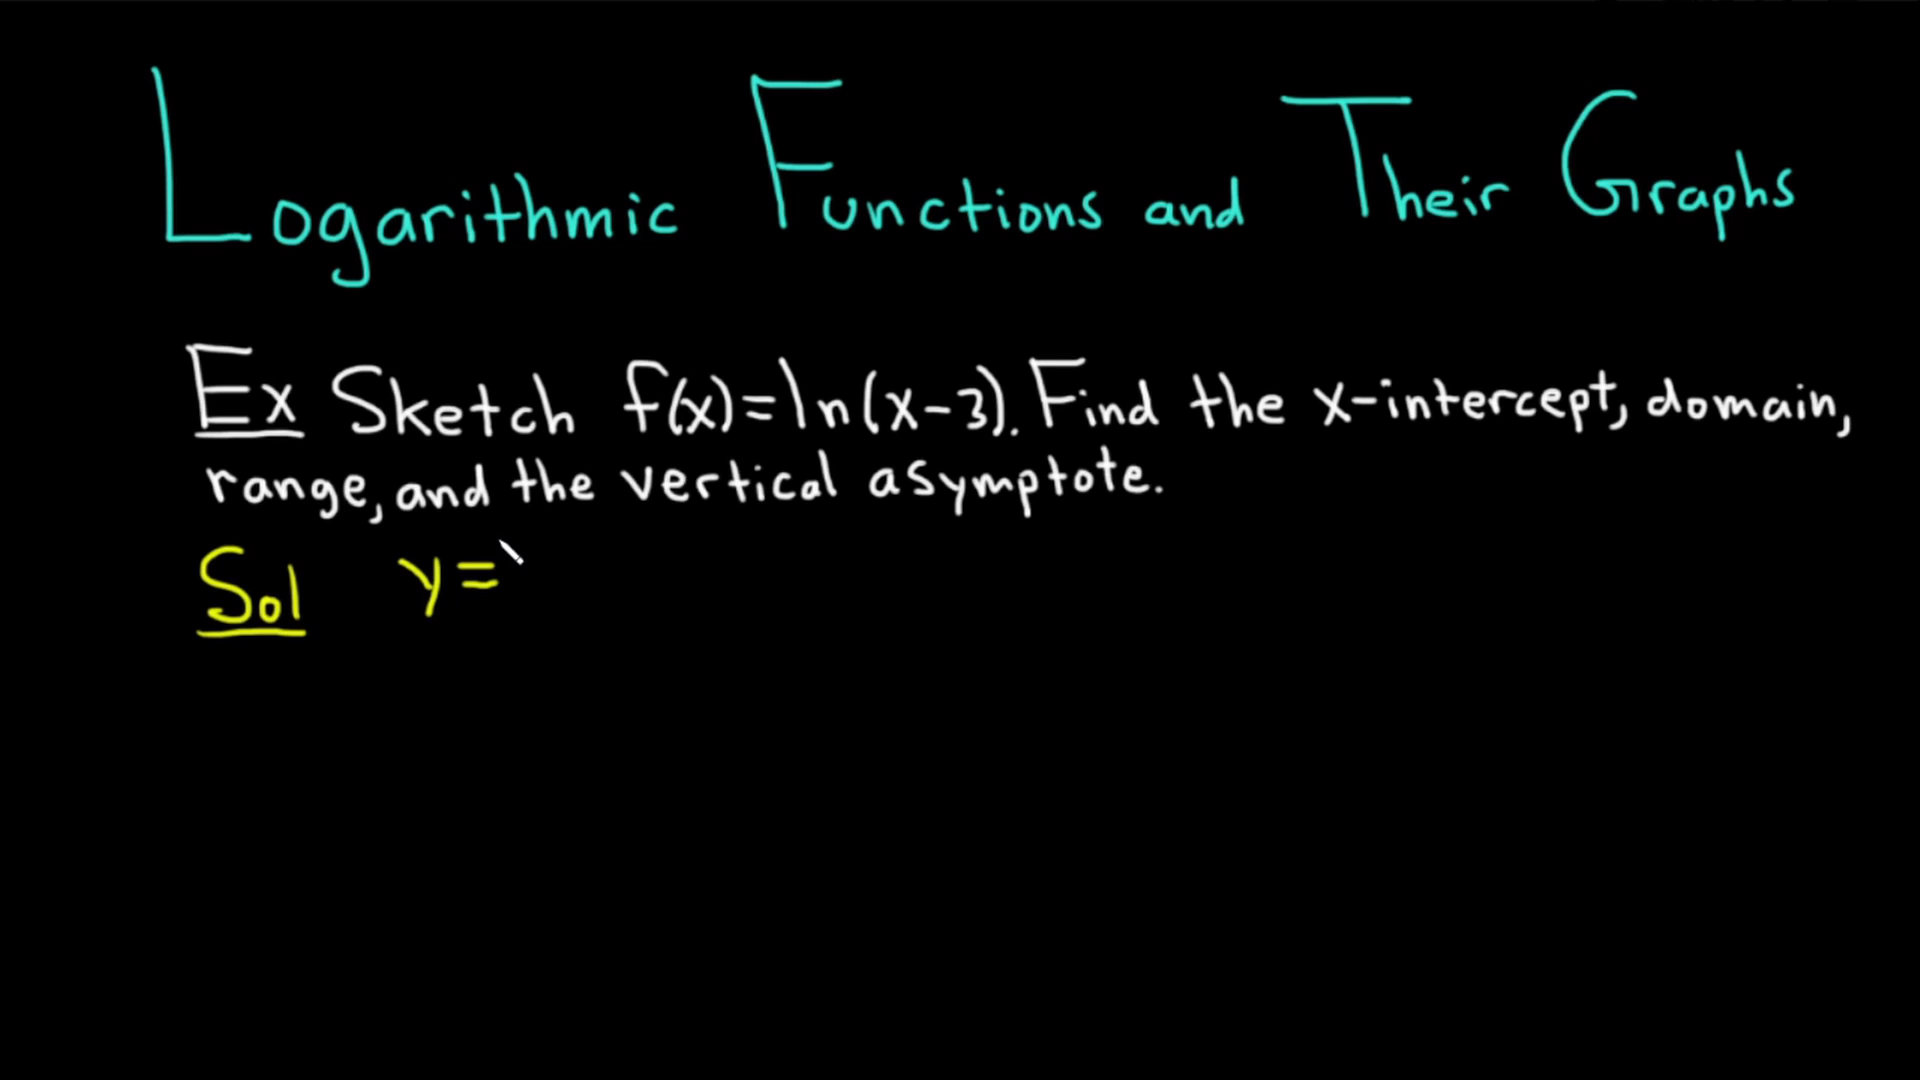 Logarithmic Functions and Their Graphs
Ex Sketch f(x)=ln(x-3). Find the x-intercept, domain,
range, and the vertical asymptote.
Sol y=